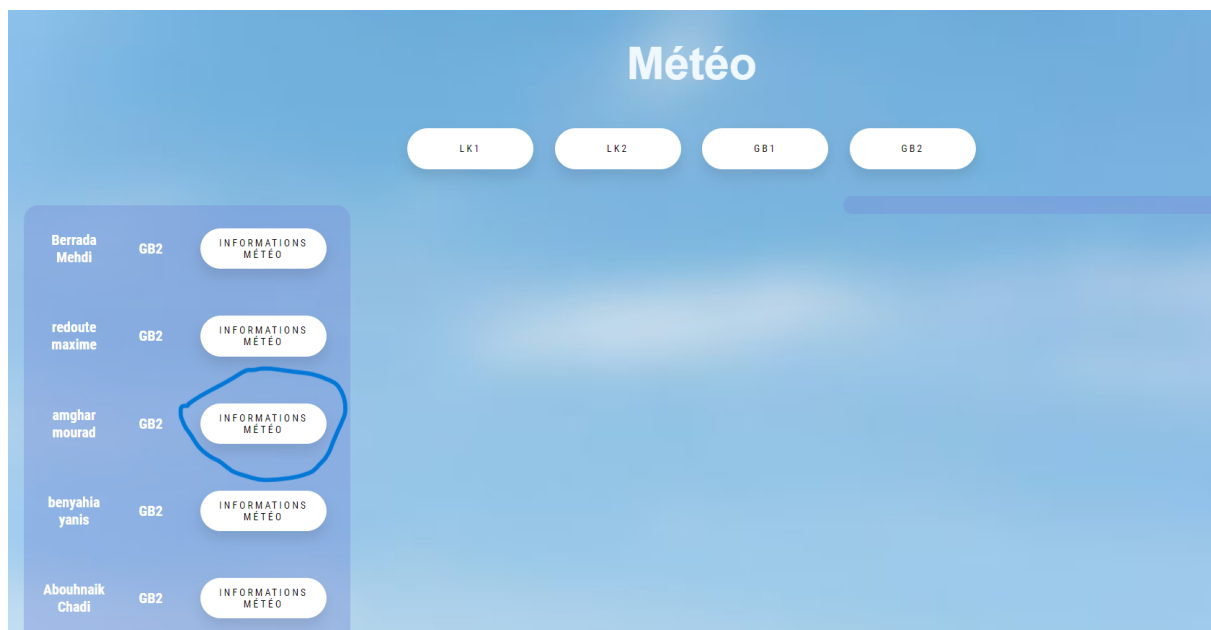 Météo
LK1 LK2 GB1 GB2
Berrada
Mehdi
GB2
INFORMATIONS
MÉTÉO
redoute
maxime
GB2
INFORMATIONS
MÉTÉO
amghar
mourad
GB2
INFORMATIONS
MÉTÉO
benyahia
yanis
GB2
INFORMATIONS
MÉTÉO
Abouhnaik
Chadi
GB2
INFORMATIONS
MÉTÉO